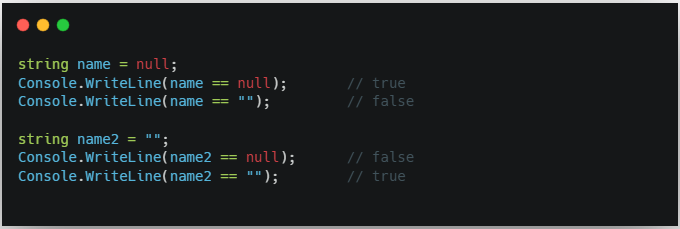 string name = null;
Console.WriteLine(name == null);       // true
Console.WriteLine(name == "");         // false
string name2 = "";
Console.WriteLine(name2 == null);      // false
Console.WriteLine(name2 == "");        // true